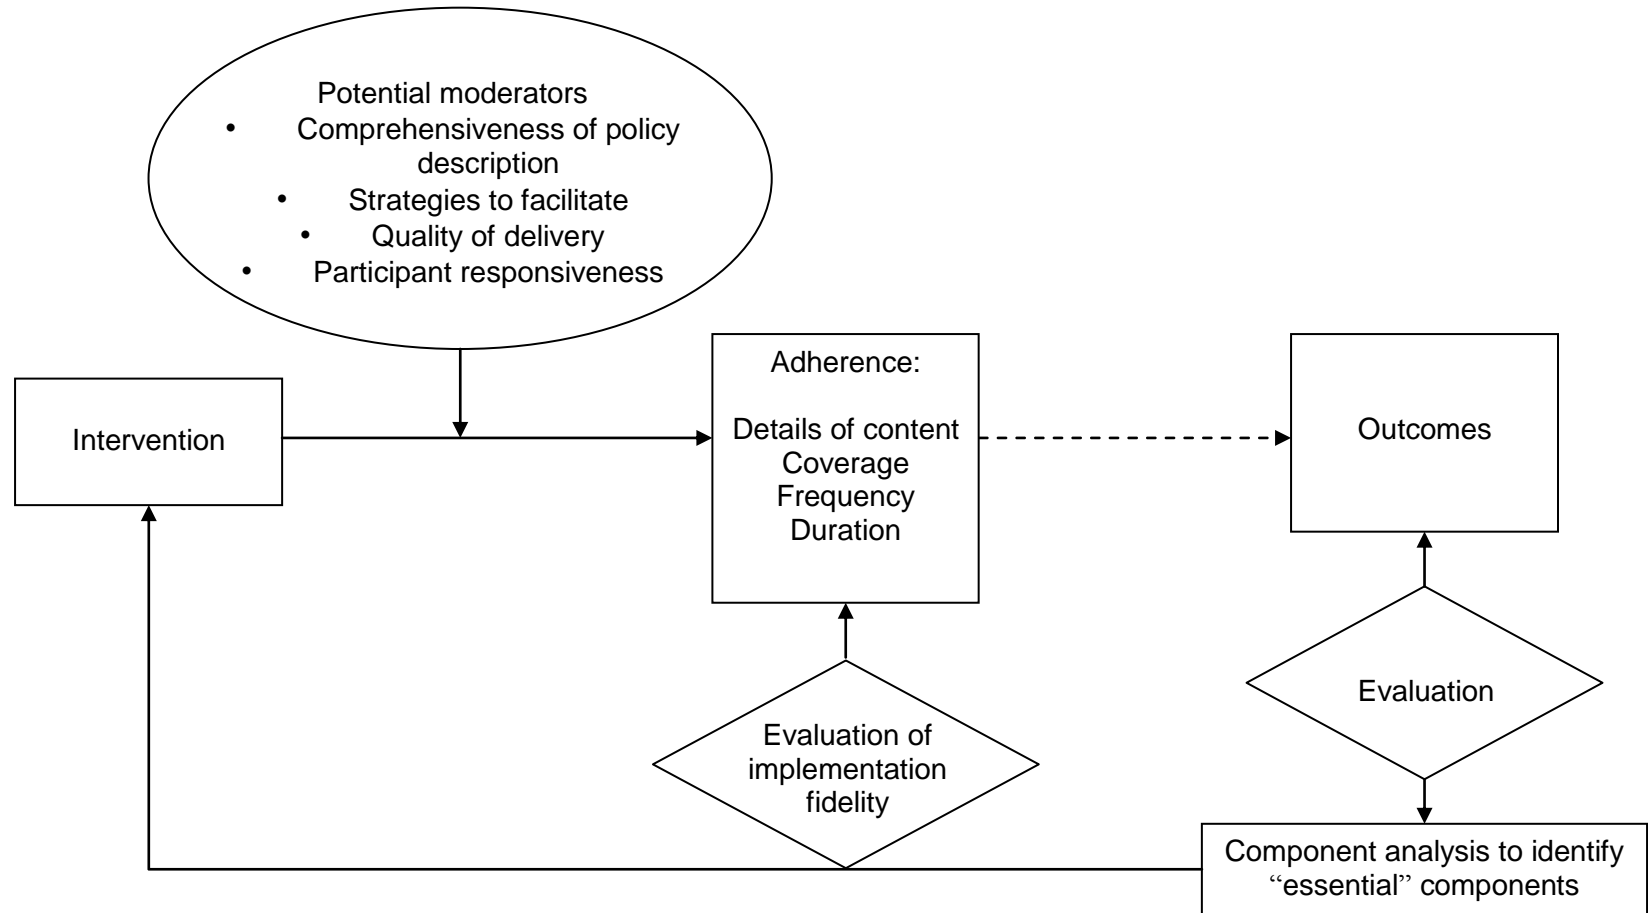 Potential moderators
• Comprehensiveness of policy
description
• Strategies to facilitate
• Quality of delivery
• Participant responsiveness
Intervention
Adherence:
Details of content
Coverage
Frequency
Duration
Outcomes
Evaluation of
implementation
fidelity
Evaluation
Component analysis to identify
“essential” components